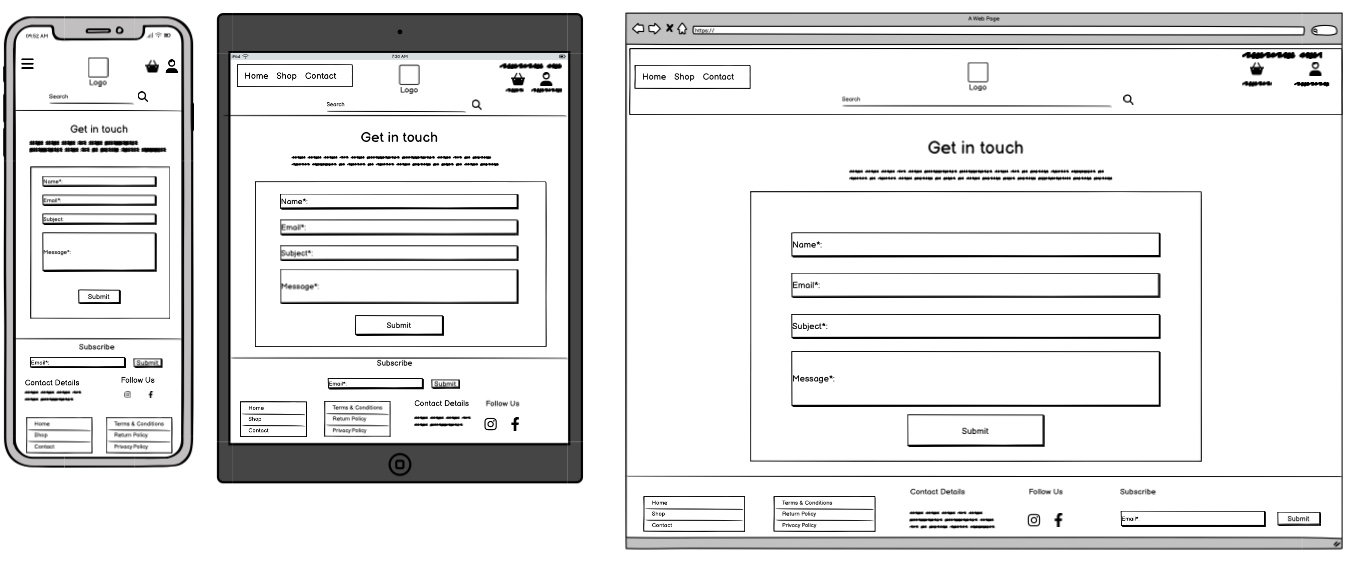 09:52 AM
Logo
Search
Get in touch
Name*:
Email*:
Subject:
Message*:
Submit
Subscribe
Email*:
Submit
Contact Details
Follow Us
Home
Shop
Contact
Terms & Conditions
Return Policy
Privacy Policy
iPad
7:30 AM
Home Shop Contact
Logo
Search
Get in touch
Name*:
Email*:
Subject*:
Message*:
Submit
Subscribe
Email*:
Submit
Home
Shop
Contact
Terms & Conditions
Return Policy
Privacy Policy
Contact Details
Follow Us
A Web Page
https://
Home Shop Contact
Logo
Search
Get in touch
Name*:
Email*:
Subject*:
Message*:
Submit
Home
Shop
Contact
Terms & Conditions
Return Policy
Privacy Policy
Contact Details
Follow Us
Subscribe
Email*
Submit